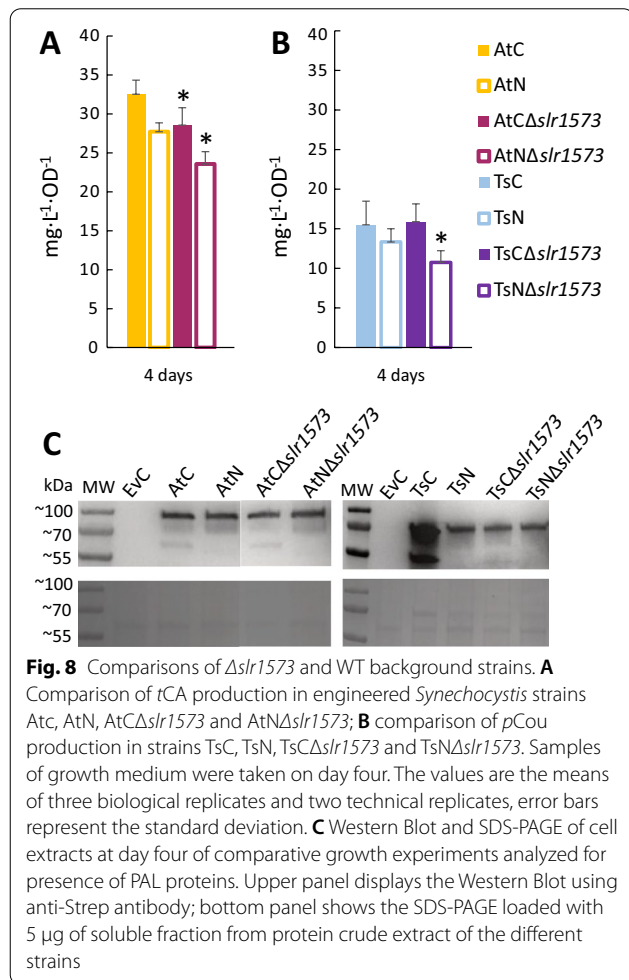 A
mg·L-1·OD-1
40
35
30
25
20
15
10
5
0
*
*
4 days
B
mg·L-1·OD-1
40
35
30
25
20
15
10
5
0
*
4 days
AtC
AtN
AtCΔslr1573
AtNΔslr1573
TsC
TsN
TsCΔslr1573
TsNΔslr1573
C
kDa
MW
EvC
AtC
AtN
AtCΔslr1573
AtNΔslr1573
MW
EvC
TsC
TsN
TsCΔslr1573
TsNΔslr1573
~100
~70
~55
~100
~70
~55
Fig. 8 Comparisons of Δslr1573 and WT background strains. A
Comparison of tCA production in engineered Synechocystis strains
Atc, AtN, AtCΔslr1573 and AtNΔslr1573; B comparison of pCou
production in strains TsC, TsN, TsCΔslr1573 and TsNΔslr1573. Samples
of growth medium were taken on day four. The values are the means
of three biological replicates and two technical replicates, error bars
represent the standard deviation. C Western Blot and SDS-PAGE of cell
extracts at day four of comparative growth experiments analyzed for
presence of PAL proteins. Upper panel displays the Western Blot using
anti-Strep antibody; bottom panel shows the SDS-PAGE loaded with
5 µg of soluble fraction from protein crude extract of the different
strains